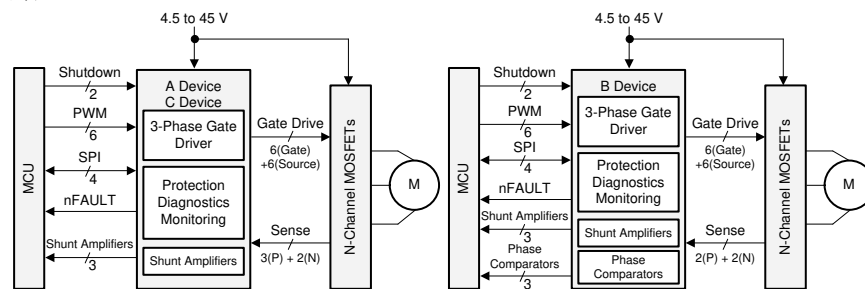 4.5 to 45 V
Shutdown
2
PWM
6
SPI
4
nFAULT
Shunt Amplifiers
3
MCU
A Device
C Device
3-Phase Gate
Driver
Protection
Diagnostics
Monitoring
Shunt Amplifiers
Gate Drive
6(Gate)
+6(Source)
Sense
3(P) + 2(N)
N-Channel MOSFETs
M
4.5 to 45 V
Shutdown
2
PWM
6
SPI
4
nFAULT
Shunt Amplifiers
3
Phase
Comparators
3
MCU
B Device
3-Phase Gate
Driver
Protection
Diagnostics
Monitoring
Shunt Amplifiers
Phase
Comparators
Gate Drive
6(Gate)
+6(Source)
Sense
2(P) + 2(N)
N-Channel MOSFETs
M